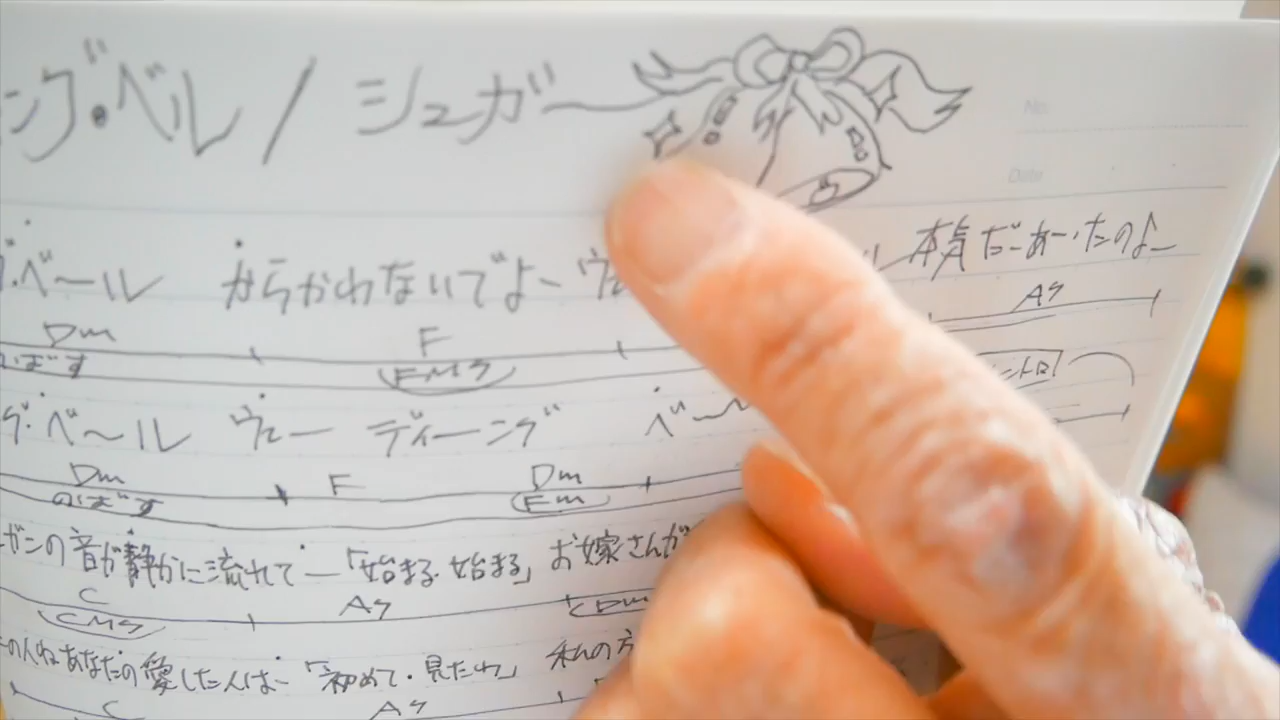 ング・ベル / シュガー
No.
Date
グ・ベ〜ル からかわないでよ〜 ウ 本気だーあー・たのよ〜
Dm F A7
のばす FM7
グ・ベ〜ル ウー ディーング ベ〜 ントロ
Dm F Dm
のばす Em
ガンの音が静かに流れて―「始まる・始まる」お嫁さんが
C A7 Dm
CM7
の人ねあなたの愛した人は―「初めて・見たわ」私の方
C A7